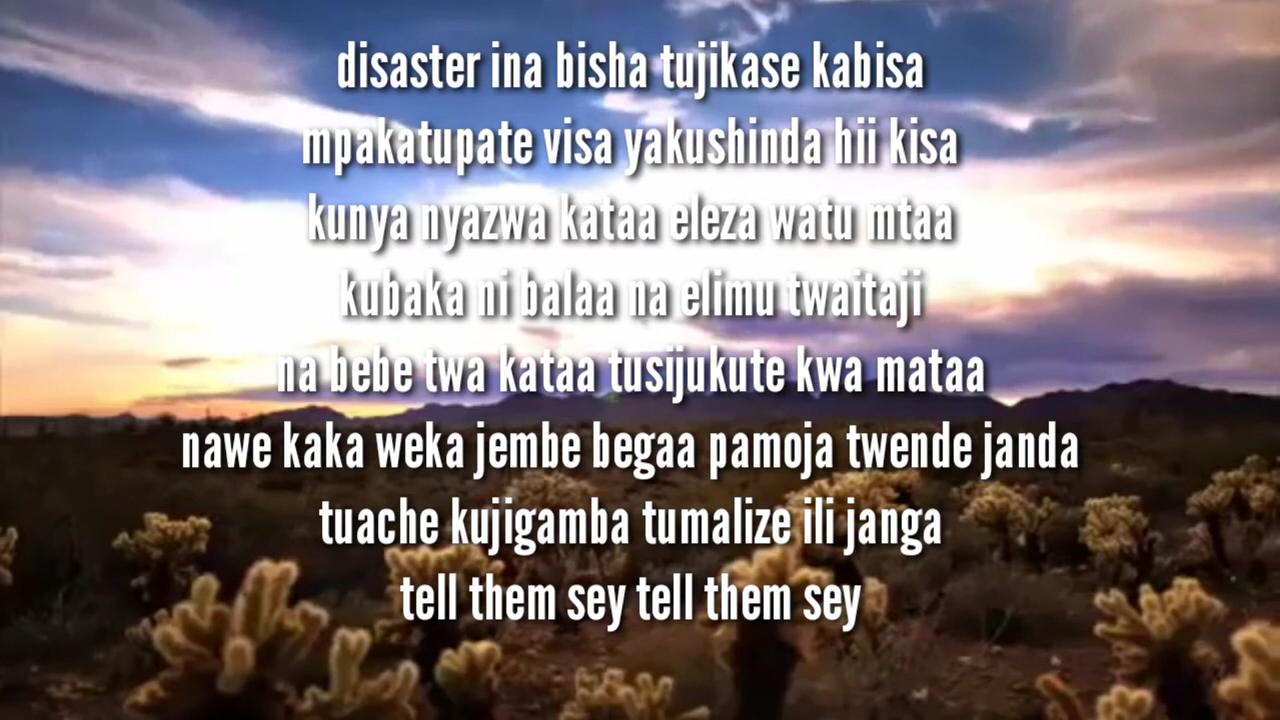 disaster ina bisha tujikase kabisa
mpakatupate visa yakushinda hii kisa
kunya nyazwa kataa eleza watu mtaa
kubaka ni balaa na elimu twaitaji
na bebe twa kataa tusijukute kwa mataa
nawe kaka weka jembe begaa pamoja twende janda
tuache kujigamba tumalize ili janga
tell them sey tell them sey